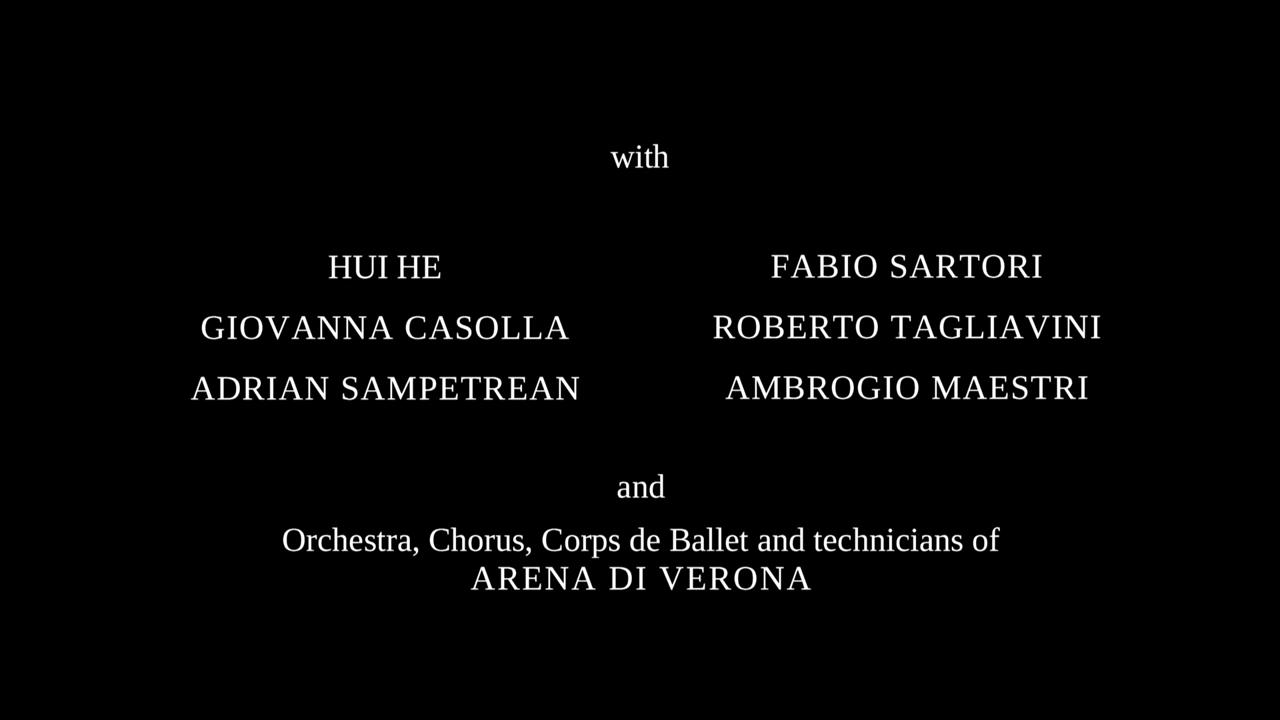 with
HUI HE
FABIO SARTORI
GIOVANNA CASOLLA
ROBERTO TAGLIAVINI
ADRIAN SAMPETREAN
AMBROGIO MAESTRI
and
Orchestra, Chorus, Corps de Ballet and technicians of
ARENA DI VERONA